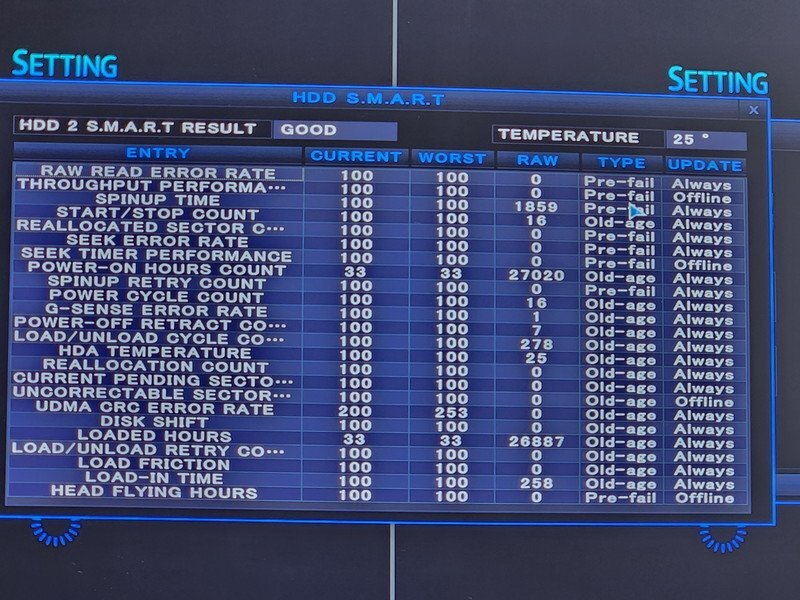 SETTING
SETTING
HDD S.M.A.R.T
X
HDD 2 S.M.A.R.T RESULT GOOD TEMPERATURE 25 °
ENTRY CURRENT WORST RAW TYPE UPDATE
RAW READ ERROR RATE 100 100 0 Pre-fail Always
THROUGHPUT PERFORMA... 100 100 0 Pre-fail Offline
SPINUP TIME 100 100 1859 Pre-fail Always
START/STOP COUNT 100 100 16 Old-age Always
REALLOCATED SECTOR C... 100 100 0 Pre-fail Always
SEEK ERROR RATE 100 100 0 Pre-fail Always
SEEK TIMER PERFORMANCE 100 100 0 Pre-fail Offline
POWER-ON HOURS COUNT 33 33 27020 Old-age Always
SPINUP RETRY COUNT 100 100 0 Pre-fail Always
POWER CYCLE COUNT 100 100 16 Old-age Always
G-SENSE ERROR RATE 100 100 1 Old-age Always
POWER-OFF RETRACT CO... 100 100 7 Old-age Always
LOAD/UNLOAD CYCLE CO... 100 100 278 Old-age Always
HDA TEMPERATURE 100 100 25 Old-age Always
REALLOCATION COUNT 100 100 0 Old-age Always
CURRENT PENDING SECTO... 100 100 0 Old-age Always
UNCORRECTABLE SECTOR... 100 100 0 Old-age Offline
UDMA CRC ERROR RATE 200 253 0 Old-age Always
DISK SHIFT 100 100 0 Old-age Always
LOADED HOURS 33 33 26887 Old-age Always
LOAD/UNLOAD RETRY CO... 100 100 0 Old-age Always
LOAD FRICTION 100 100 0 Old-age Always
LOAD-IN TIME 100 100 258 Old-age Always
HEAD FLYING HOURS 100 100 0 Pre-fail Offline